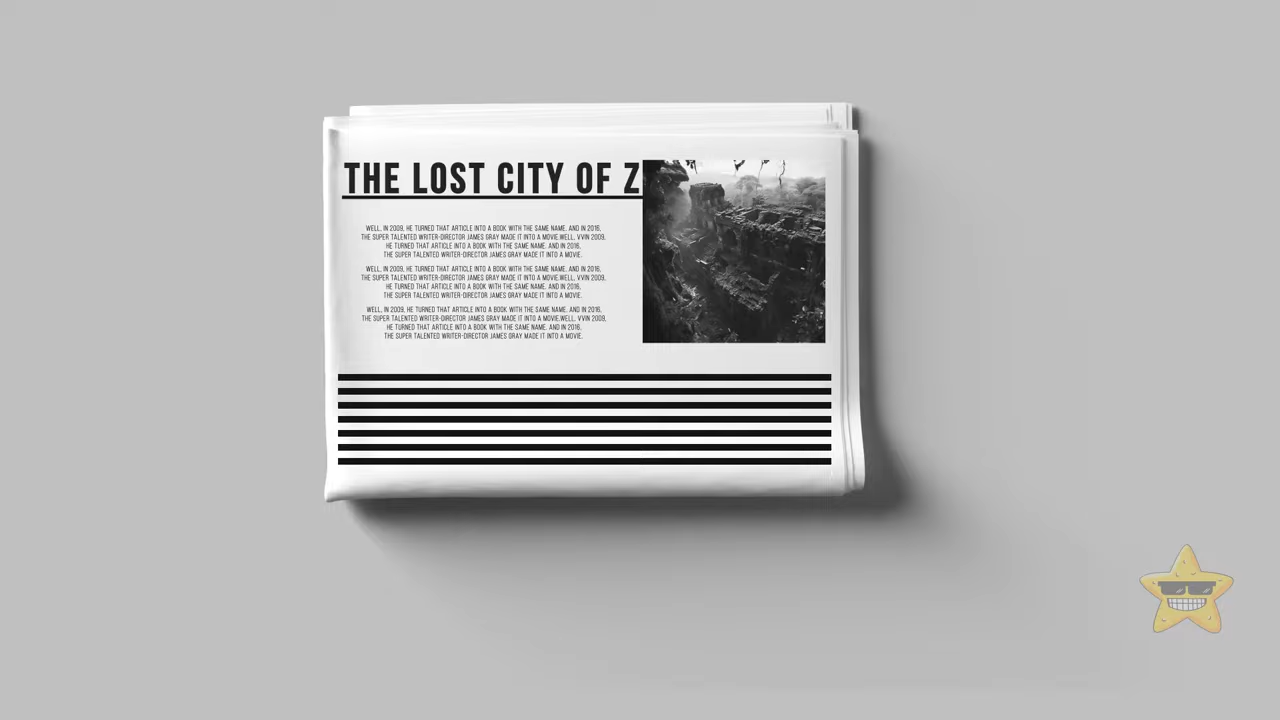 THE LOST CITY OF Z
WELL, IN 2009, HE TURNED THAT ARTICLE INTO A BOOK WITH THE SAME NAME. AND IN 2016,
THE SUPER TALENTED WRITER-DIRECTOR JAMES GRAY MADE IT INTO A MOVIE.WELL, VVIN 2009,
HE TURNED THAT ARTICLE INTO A BOOK WITH THE SAME NAME. AND IN 2016,
THE SUPER TALENTED WRITER-DIRECTOR JAMES GRAY MADE IT INTO A MOVIE.
WELL, IN 2009, HE TURNED THAT ARTICLE INTO A BOOK WITH THE SAME NAME. AND IN 2016,
THE SUPER TALENTED WRITER-DIRECTOR JAMES GRAY MADE IT INTO A MOVIE.WELL, VVIN 2009,
HE TURNED THAT ARTICLE INTO A BOOK WITH THE SAME NAME. AND IN 2016,
THE SUPER TALENTED WRITER-DIRECTOR JAMES GRAY MADE IT INTO A MOVIE.
WELL, IN 2009, HE TURNED THAT ARTICLE INTO A BOOK WITH THE SAME NAME. AND IN 2016,
THE SUPER TALENTED WRITER-DIRECTOR JAMES GRAY MADE IT INTO A MOVIE.WELL, VVIN 2009,
HE TURNED THAT ARTICLE INTO A BOOK WITH THE SAME NAME. AND IN 2016,
THE SUPER TALENTED WRITER-DIRECTOR JAMES GRAY MADE IT INTO A MOVIE.